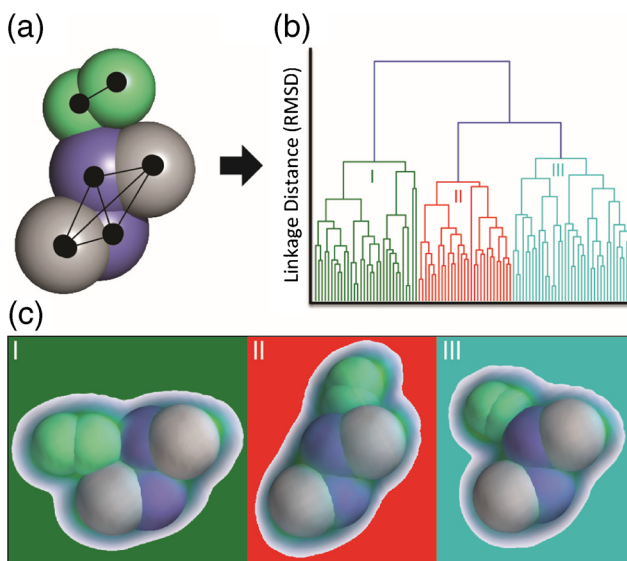 (a)
(b)
Linkage Distance (RMSD)
I
II
III
(c)
I
II
III